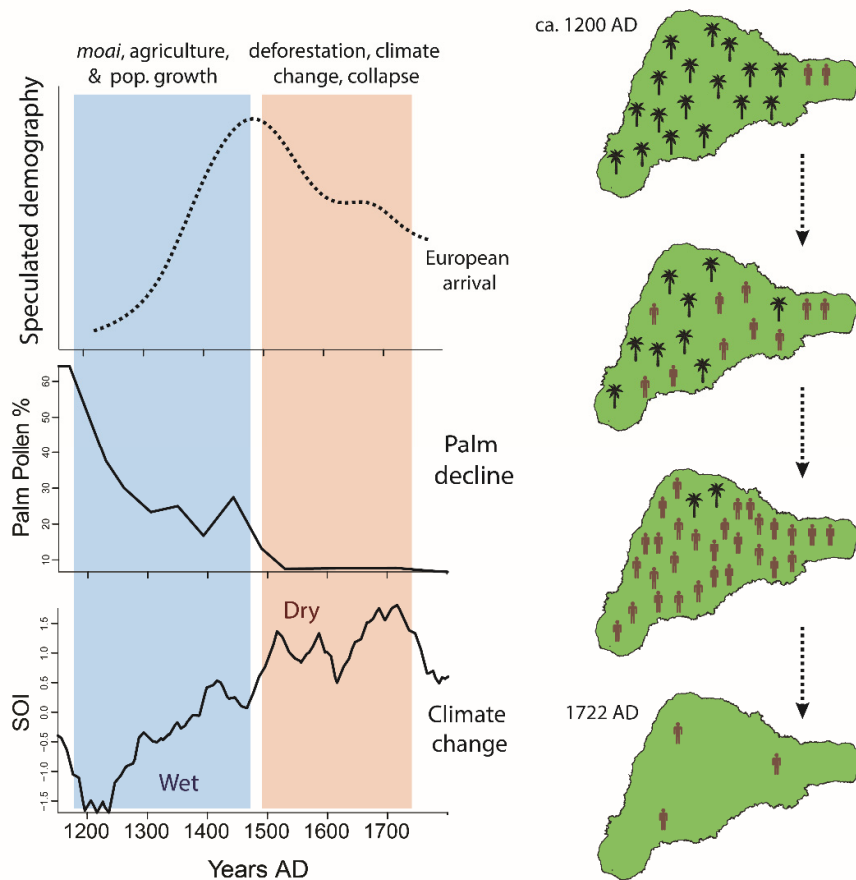 moai, agriculture,
& pop. growth
deforestation, climate
change, collapse
ca. 1200 AD
Speculated demography
European
arrival
Palm Pollen %
60
50
40
30
20
10
Palm
decline
SOI
1.5
1.0
0.5
0.0
-0.5
-1.0
-1.5
Dry
Wet
Climate
change
1722 AD
1200 1300 1400 1500 1600 1700
Years AD